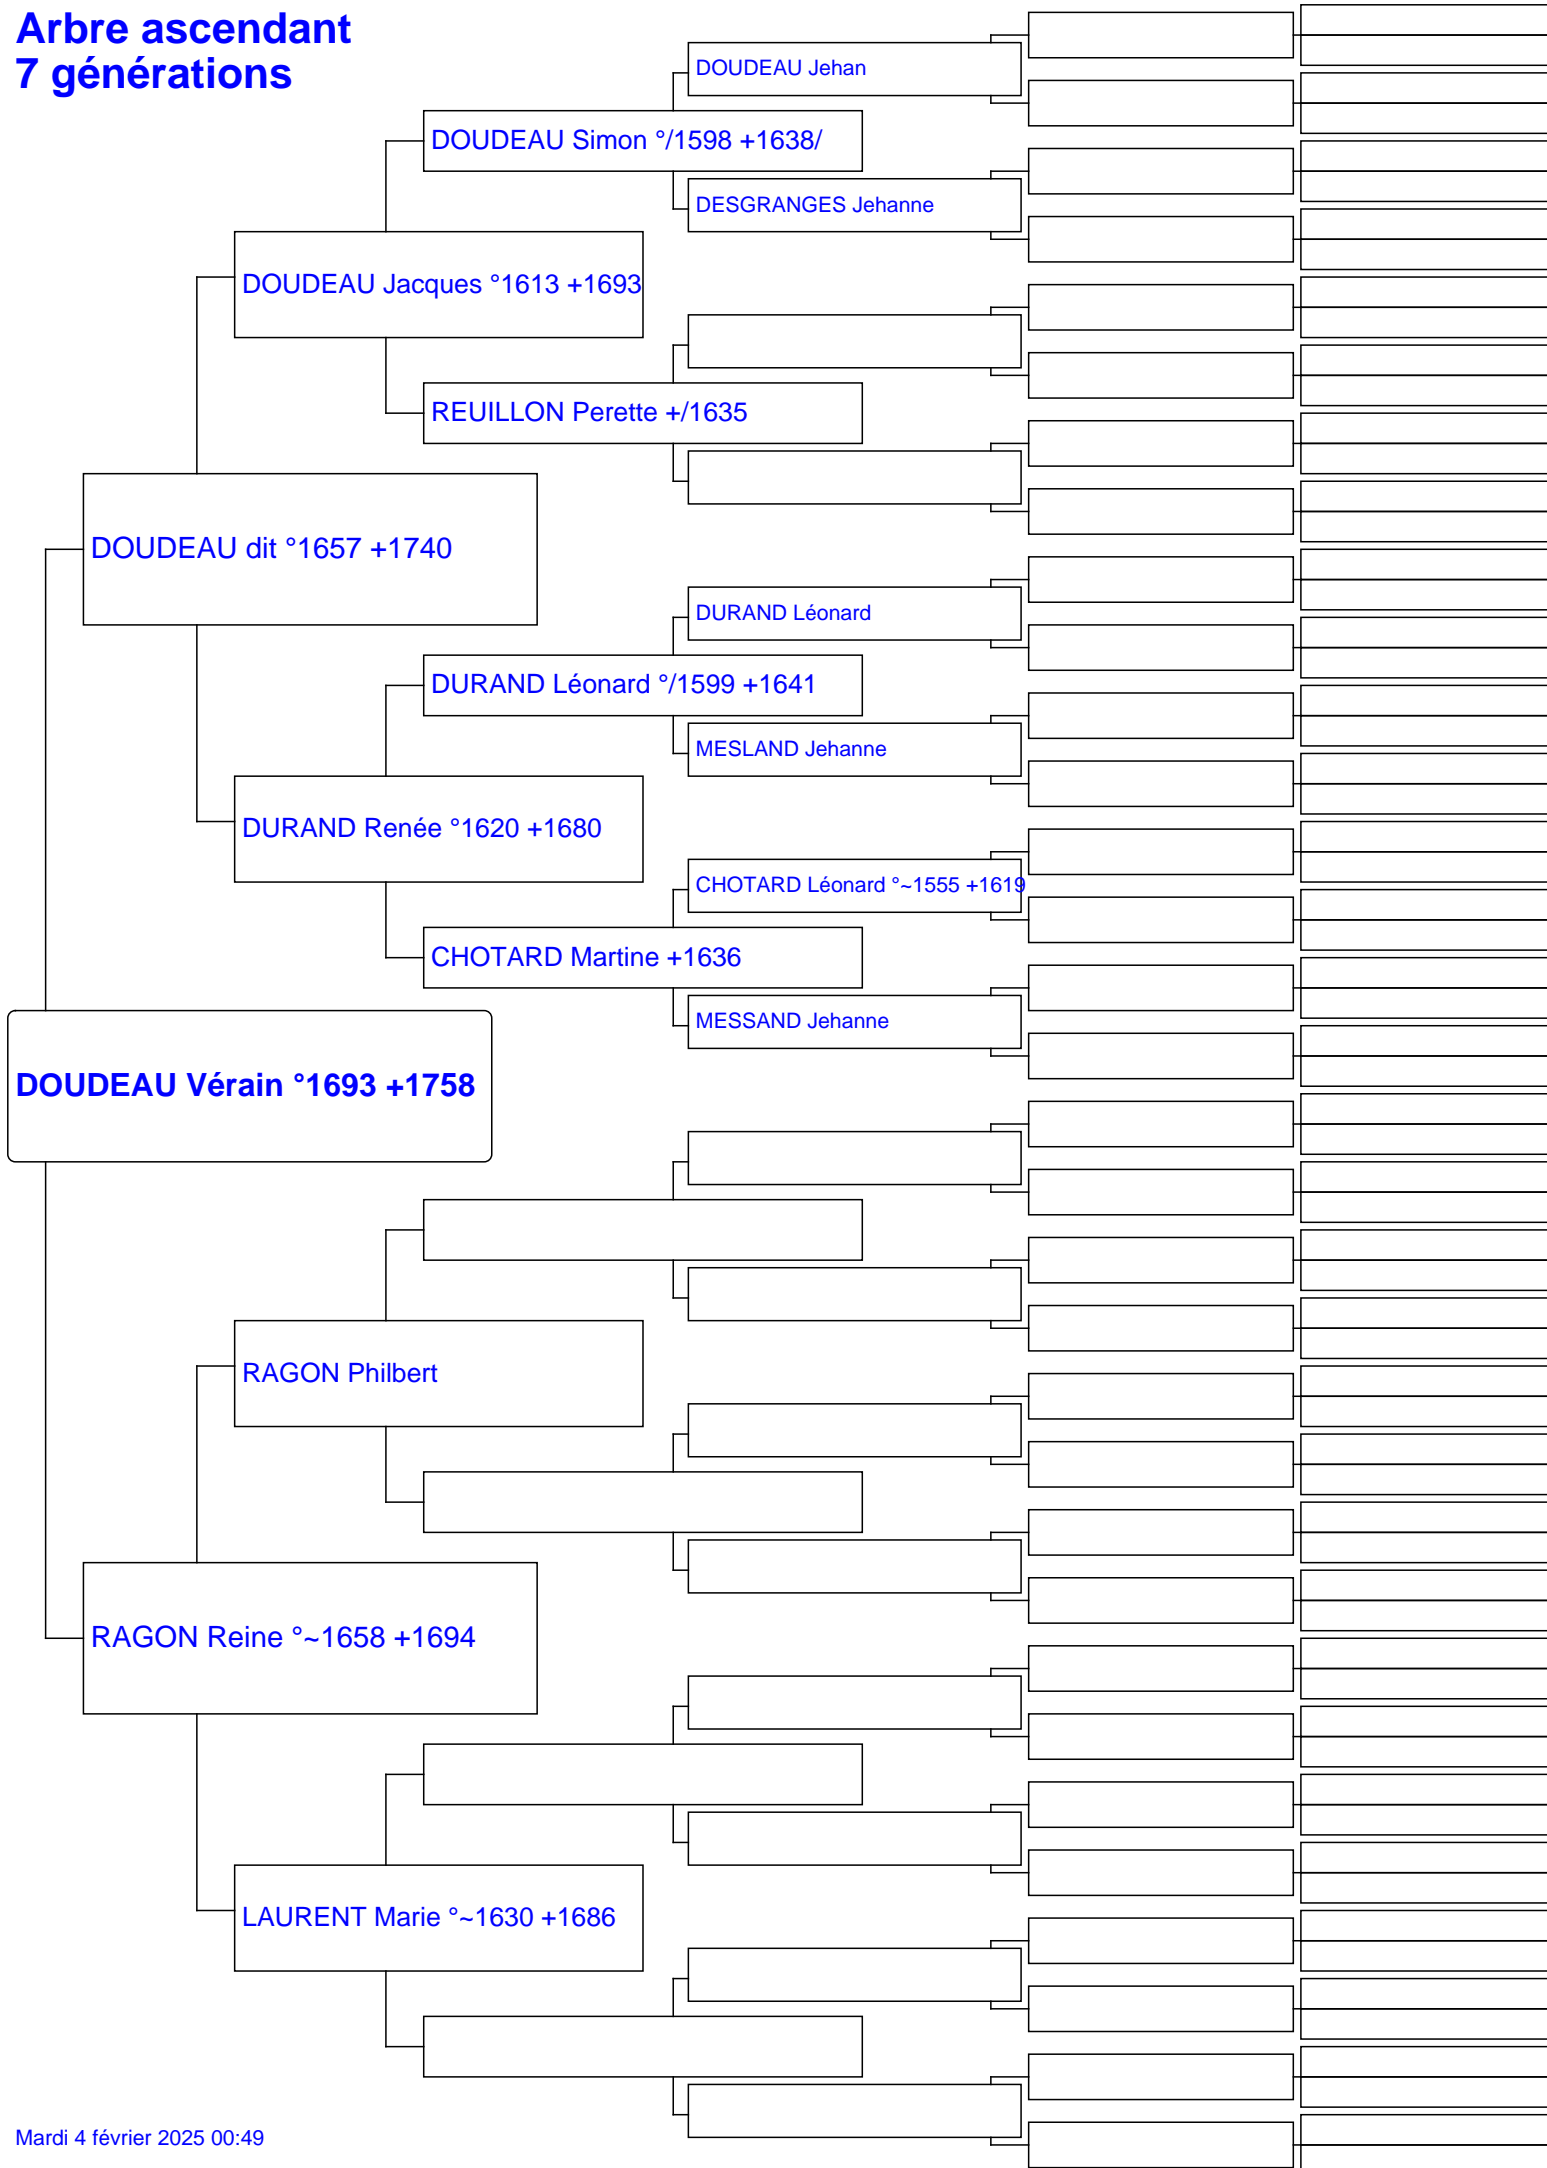 Arbre ascendant
7 générations
DOUDEAU Jehan
DOUDEAU Simon °/1598 +1638/
DESGRANGES Jehanne
DOUDEAU Jacques °1613 +1693
REUILLON Perette +/1635
DOUDEAU dit °1657 +1740
DURAND Léonard
DURAND Léonard °/1599 +1641
MESLAND Jehanne
DURAND Renée °1620 +1680
CHOTARD Léonard °~1555 +1619
CHOTARD Martine +1636
MESSAND Jehanne
DOUDEAU Vérain °1693 +1758
RAGON Philbert
RAGON Reine °~1658 +1694
LAURENT Marie °~1630 +1686
Mardi 4 février 2025 00:49